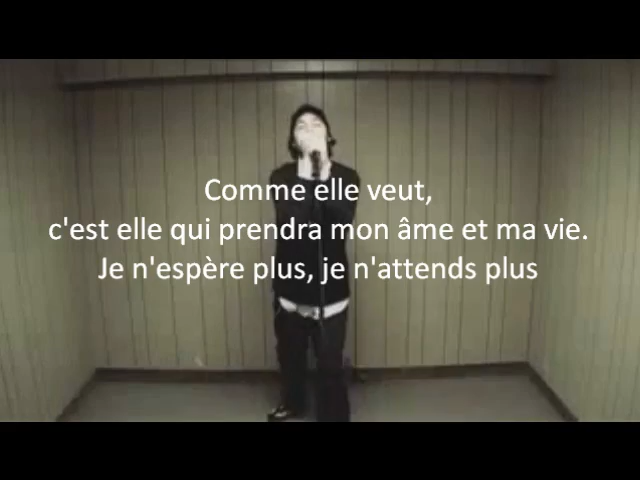 Comme elle veut,
c'est elle qui prendra mon âme et ma vie.
Je n'espère plus, je n'attends plus